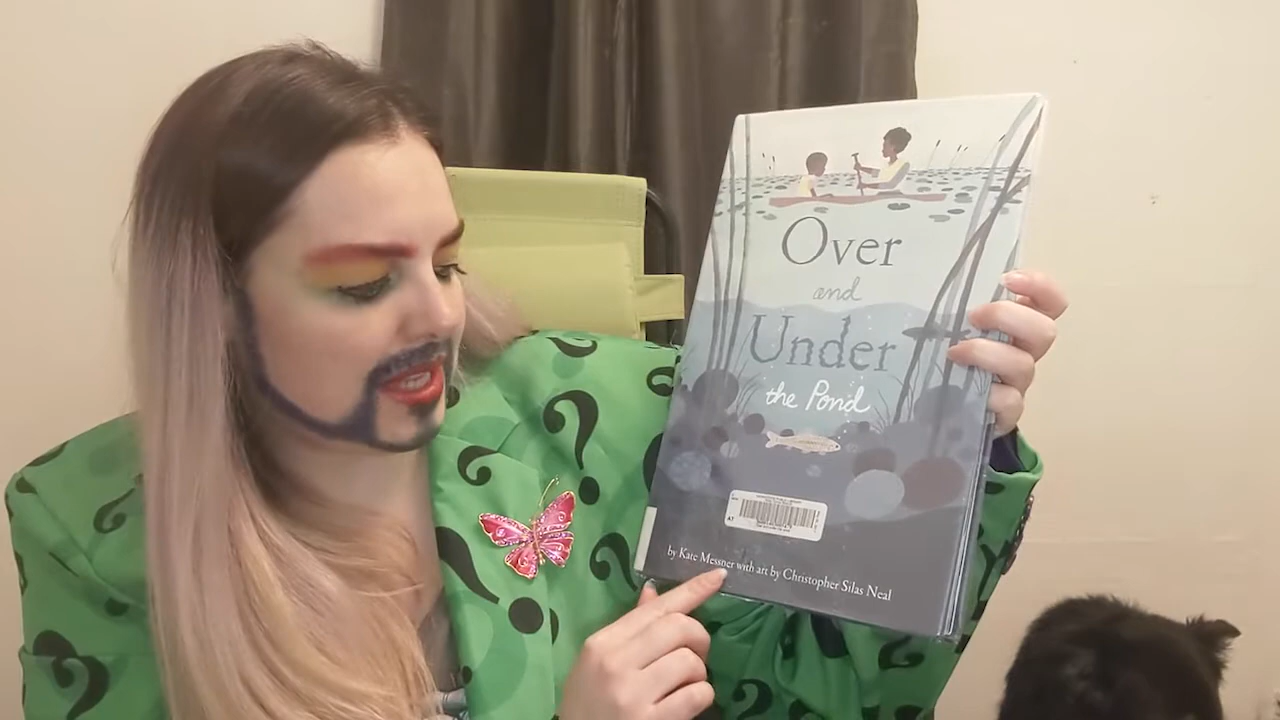 Over
and
Under
the Pond
by Kate Messner with art by Christopher Silas Neal